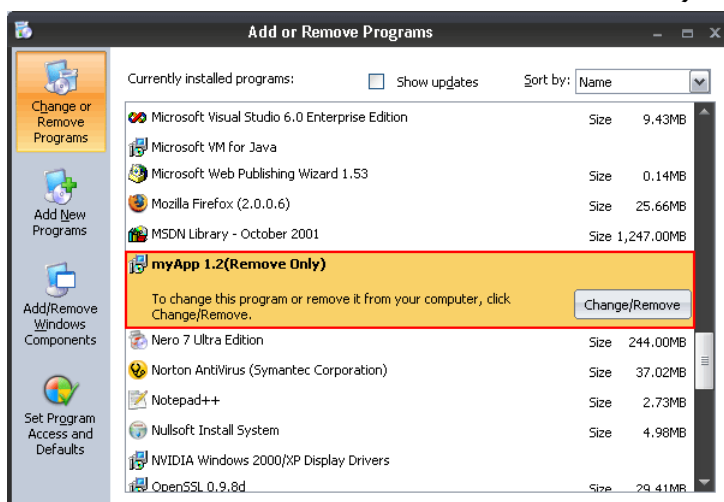 Add or Remove Programs
Change or
Remove
Programs
Add New
Programs
Add/Remove
Windows
Components
Set Program
Access and
Defaults
Currently installed programs:
Show updates
Sort by: Name
Microsoft Visual Studio 6.0 Enterprise Edition Size 9.43MB
Microsoft VM for Java
Microsoft Web Publishing Wizard 1.53 Size 0.14MB
Mozilla Firefox (2.0.0.6) Size 25.66MB
MSDN Library - October 2001 Size 1,247.00MB
myApp 1.2(Remove Only)
To change this program or remove it from your computer, click
Change/Remove.
Change/Remove
Nero 7 Ultra Edition Size 244.00MB
Norton AntiVirus (Symantec Corporation) Size 37.02MB
Notepad++ Size 2.73MB
Nullsoft Install System Size 4.98MB
NVIDIA Windows 2000/XP Display Drivers
OpenSSL 0.9.8d Size 29.41MB